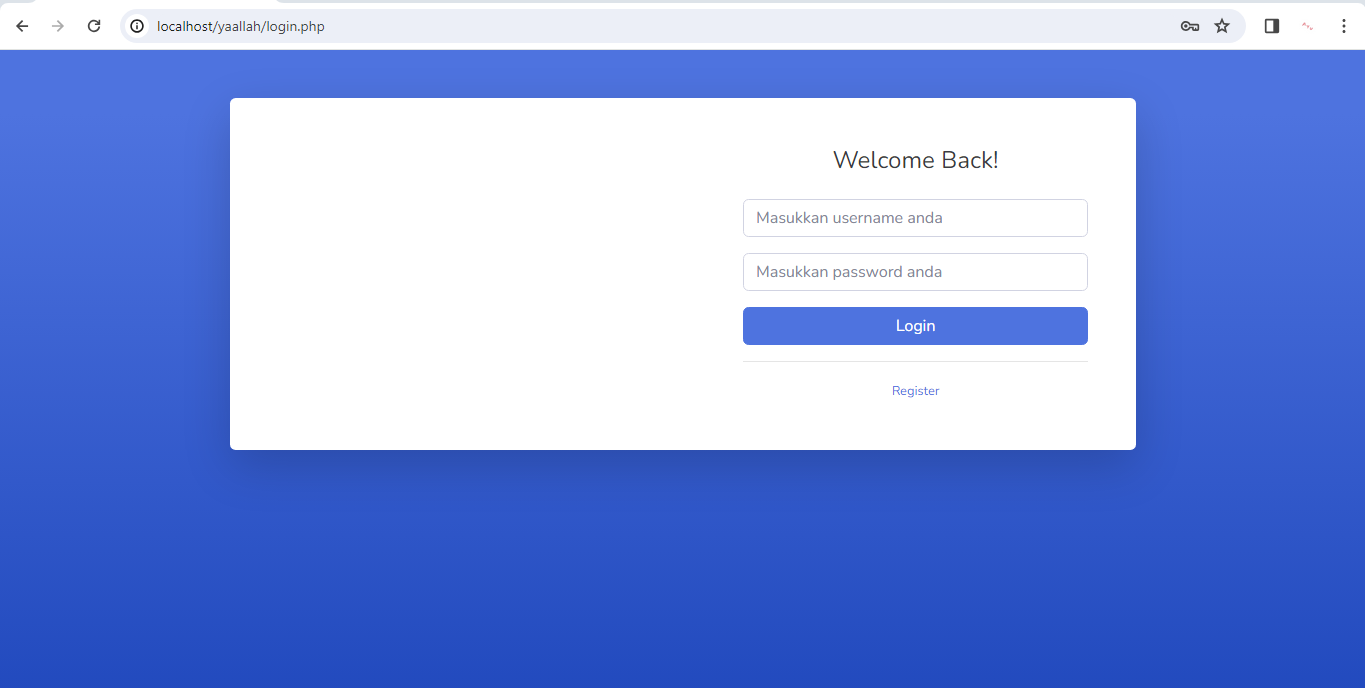 localhost/yaallah/login.php
Welcome Back!
Masukkan username anda
Masukkan password anda
Login
Register